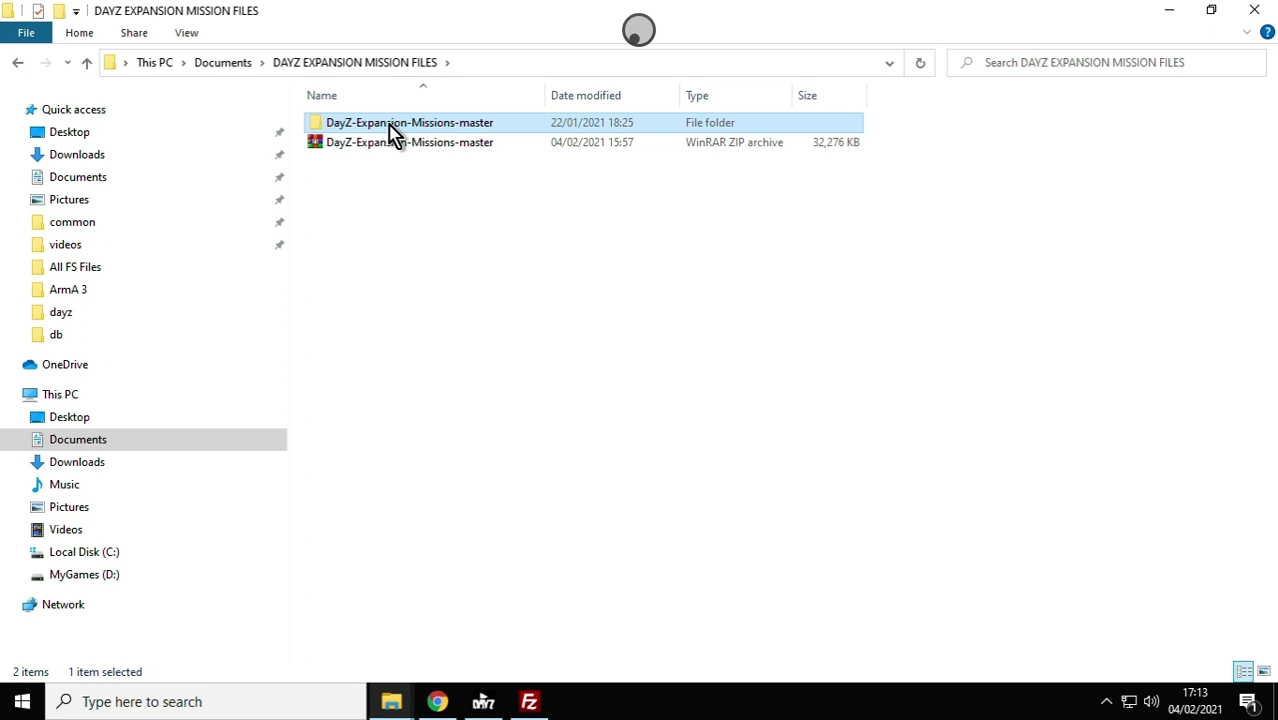 DAYZ EXPANSION MISSION FILES
File Home Share View
This PC Documents DAYZ EXPANSION MISSION FILES
Search DAYZ EXPANSION MISSION FILES
Name Date modified Type Size
DayZ-Expansion-Missions-master 22/01/2021 18:25 File folder
DayZ-Expansion-Missions-master 04/02/2021 15:57 WinRAR ZIP archive 32,276 KB
Quick access
Desktop
Downloads
Documents
Pictures
common
videos
All FS Files
ArmA 3
dayz
db
OneDrive
This PC
Desktop
Documents
Downloads
Music
Pictures
Videos
Local Disk (C:)
MyGames (D:)
Network
2 items 1 item selected
Type here to search
DAYZ
FZ
17:13
04/02/2021
1